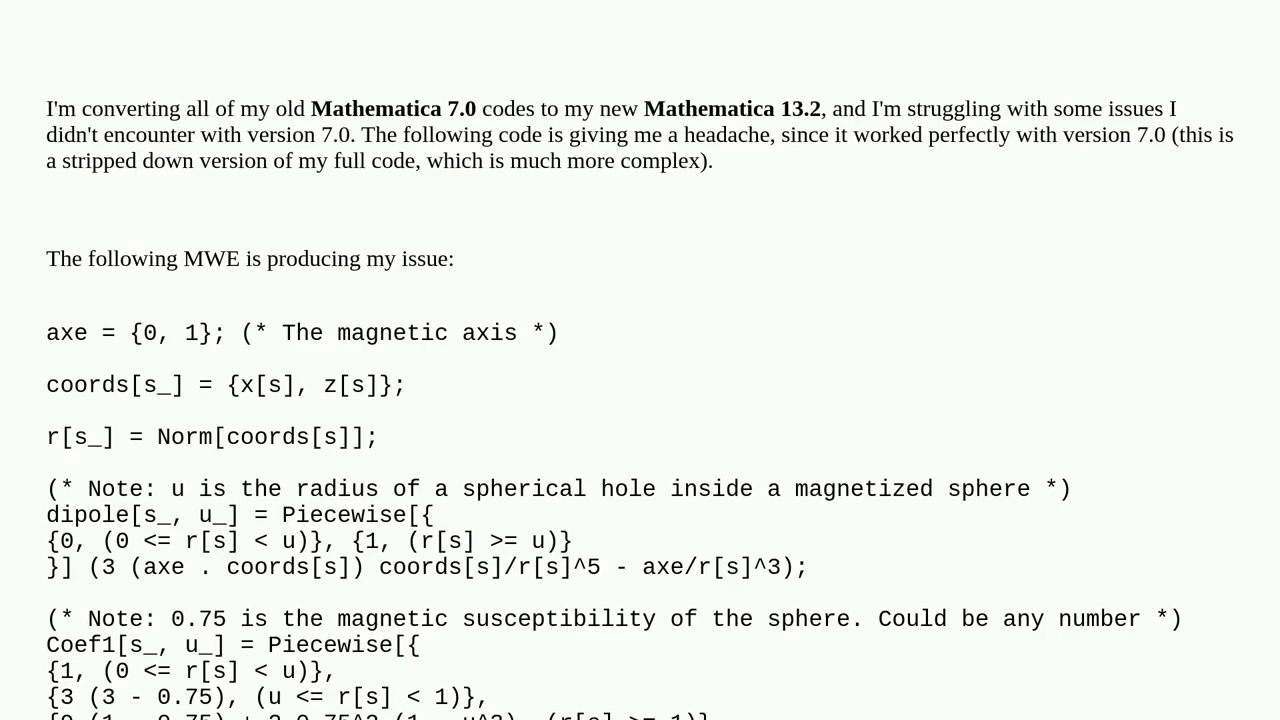 I'm converting all of my old Mathematica 7.0 codes to my new Mathematica 13.2, and I'm struggling with some issues I
didn't encounter with version 7.0. The following code is giving me a headache, since it worked perfectly with version 7.0 (this is
a stripped down version of my full code, which is much more complex).
The following MWE is producing my issue:
axe = {0, 1}; (* The magnetic axis *)
coords[s_] = {x[s], z[s]};
r[s_] = Norm[coords[s]];
(* Note: u is the radius of a spherical hole inside a magnetized sphere *)
dipole[s_, u_] = Piecewise[{
{0, (0 <= r[s] < u)}, {1, (r[s] >= u)}
}] (3 (axe . coords[s]) coords[s]/r[s]^5 - axe/r[s]^3);
(* Note: 0.75 is the magnetic susceptibility of the sphere. Could be any number *)
Coef1[s_, u_] = Piecewise[{
{1, (0 <= r[s] < u)},
{3 (3 - 0.75), (u <= r[s] < 1)},